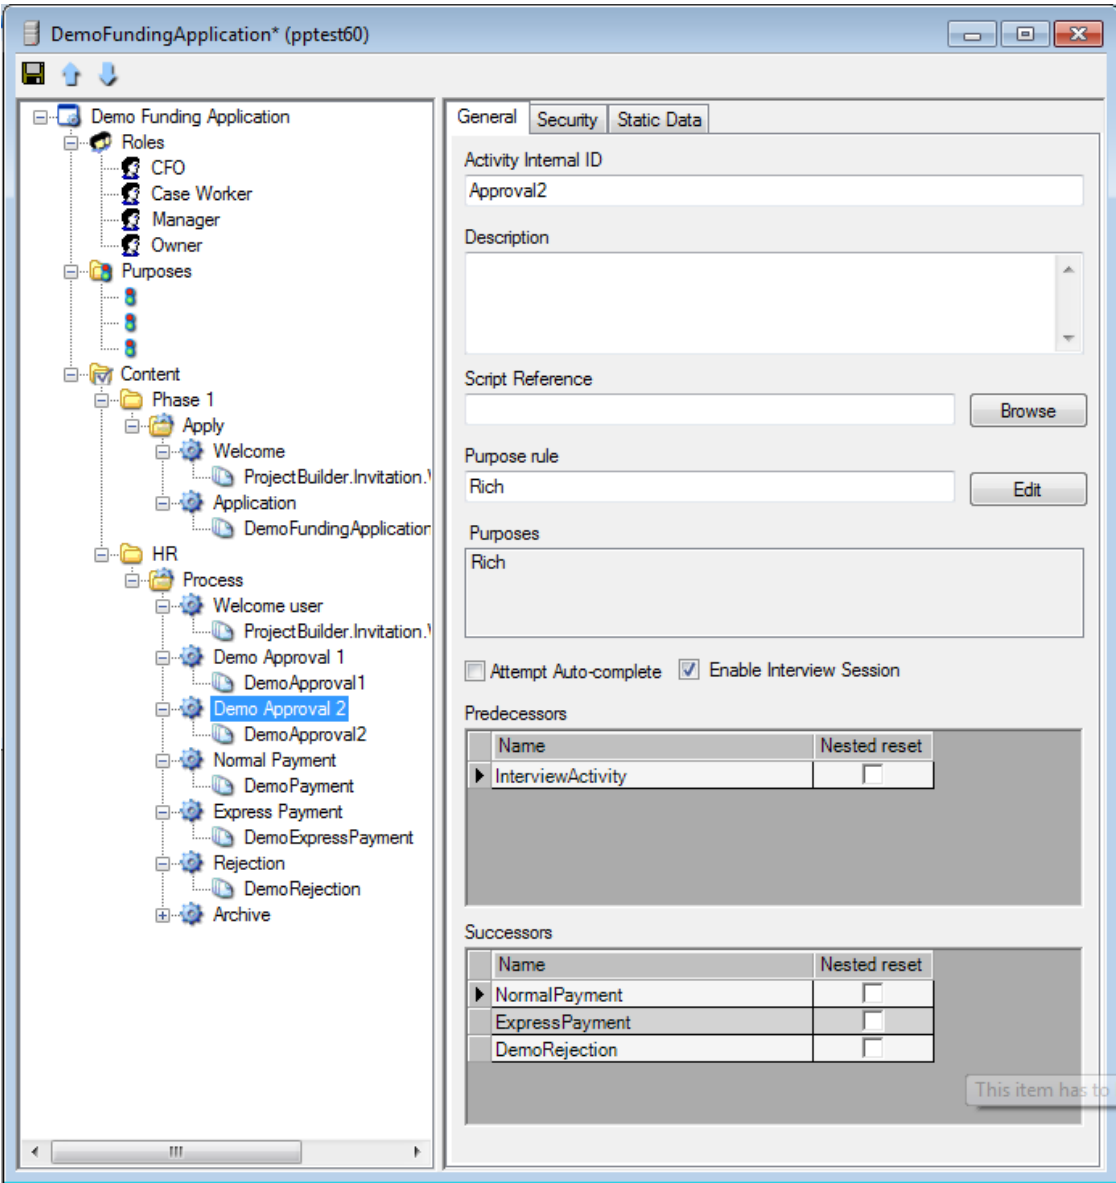 DemoFundingApplication* (pptest60)
Demo Funding Application
Roles
CFO
Case Worker
Manager
Owner
Purposes
Content
Phase 1
Apply
Welcome
ProjectBuilder.Invitation.
Application
DemoFundingApplication
HR
Process
Welcome user
ProjectBuilder.Invitation.
Demo Approval 1
DemoApproval1
Demo Approval 2
DemoApproval2
Normal Payment
DemoPayment
Express Payment
DemoExpressPayment
Rejection
DemoRejection
Archive
General Security Static Data
Activity Internal ID
Approval2
Description
Script Reference
Browse
Purpose rule
Rich
Edit
Purposes
Rich
Attempt Auto-complete Enable Interview Session
Predecessors
Name Nested reset
InterviewActivity
Successors
Name Nested reset
NormalPayment
ExpressPayment
DemoRejection
This item has to